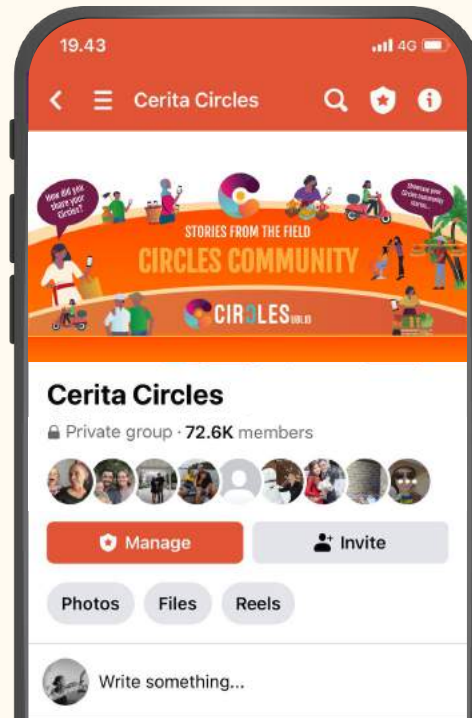 19.43
4G
Cerita Circles
How did you
share your
Circles?
Showcase your
Circles community
stories...
STORIES FROM THE FIELD
CIRCLES COMMUNITY
CIRCLES
Cerita Circles
Private group · 72.6K members
Manage
Invite
Photos
Files
Reels
Write something...